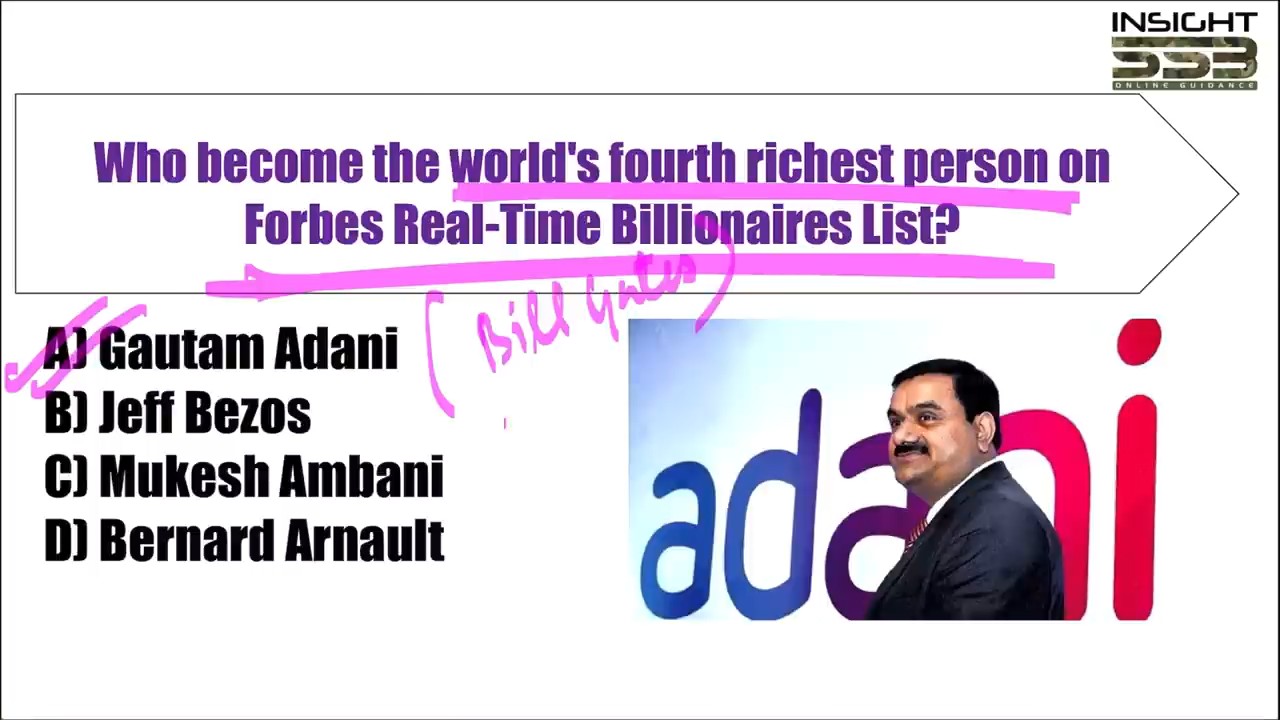 INSIGHT
SSB
ONLINE GUIDANCE
Who become the world's fourth richest person on
Forbes Real-Time Billionaires List?
(Bill Gates)
A) Gautam Adani
B) Jeff Bezos
C) Mukesh Ambani
D) Bernard Arnault
adani